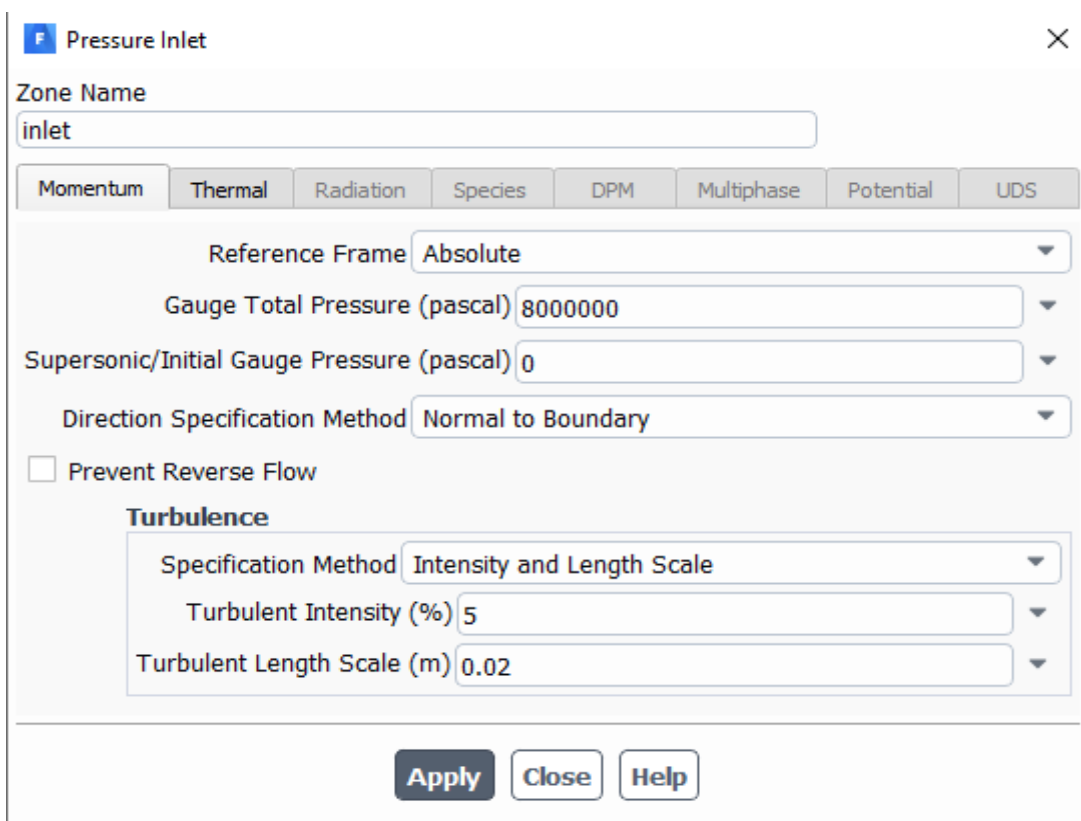 F Pressure Inlet
Zone Name
inlet
Momentum Thermal Radiation Species DPM Multiphase Potential UDS
Reference Frame Absolute
Gauge Total Pressure (pascal) 8000000
Supersonic/Initial Gauge Pressure (pascal) 0
Direction Specification Method Normal to Boundary
Prevent Reverse Flow
Turbulence
Specification Method Intensity and Length Scale
Turbulent Intensity (%) 5
Turbulent Length Scale (m) 0.02
Apply Close Help